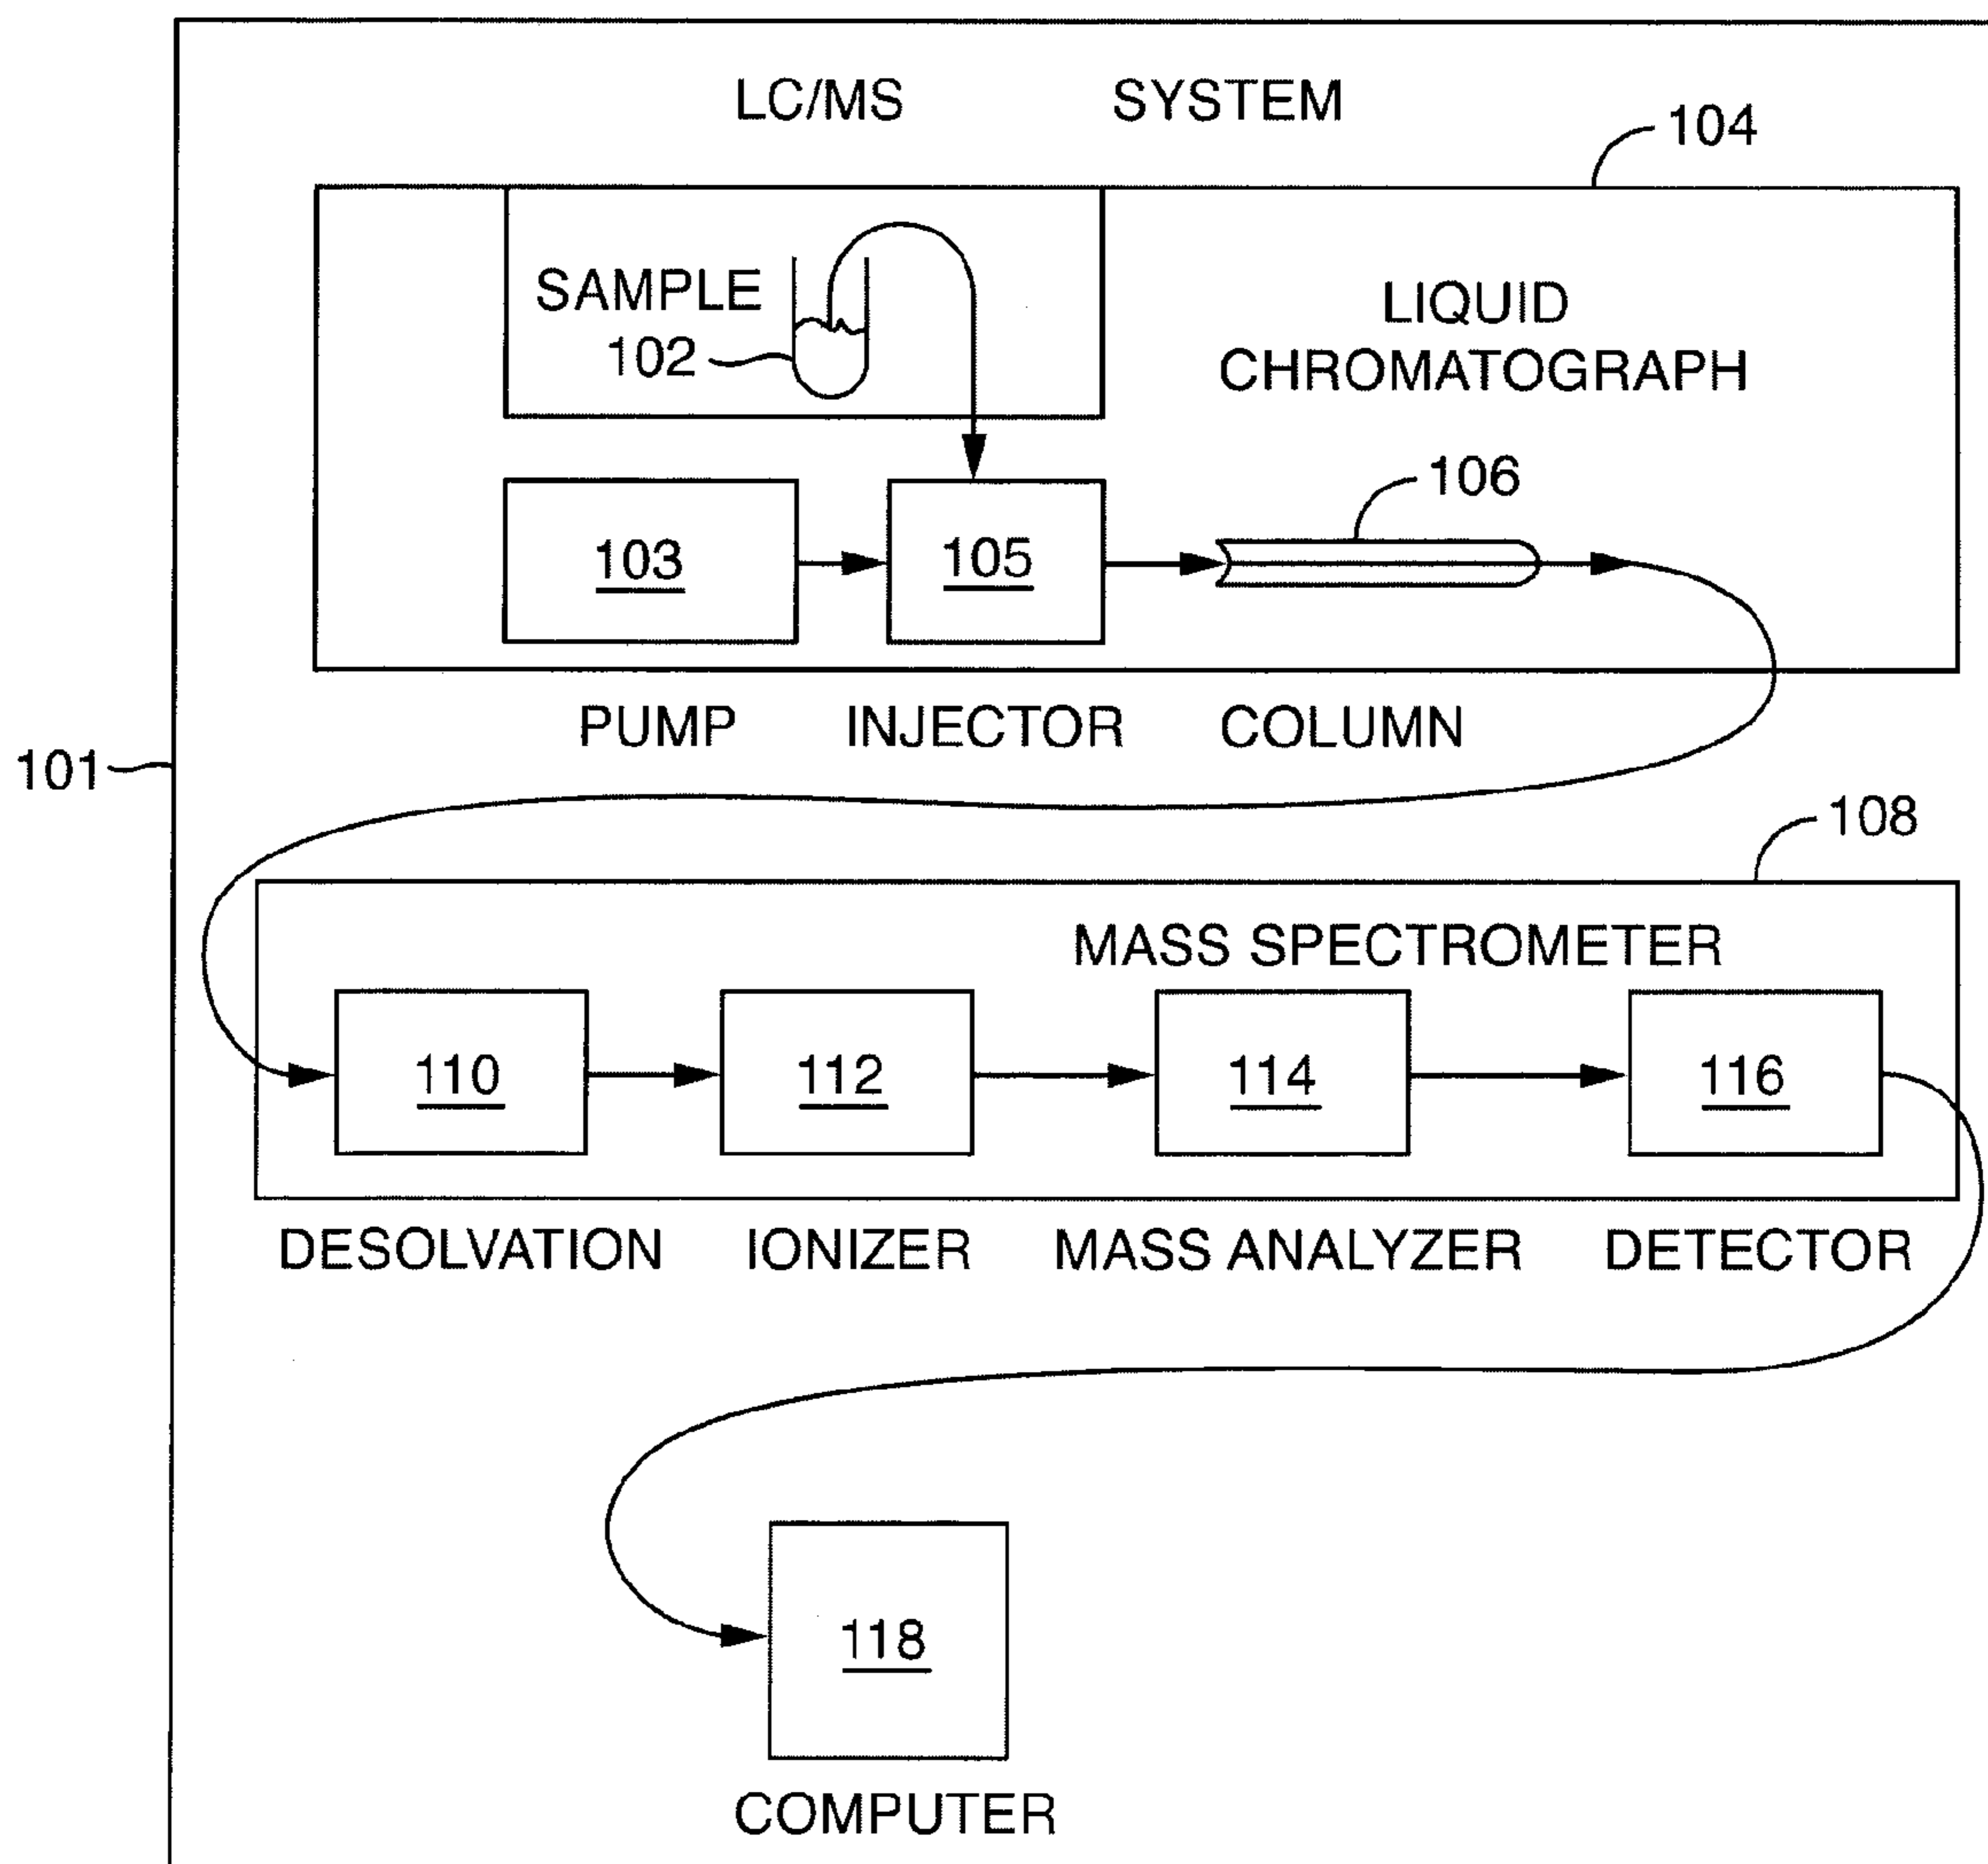 LC/MS SYSTEM
104
SAMPLE
102
LIQUID
CHROMATOGRAPH
106
103
105
PUMP INJECTOR COLUMN
101
108
MASS SPECTROMETER
110 112 114 116
DESOLVATION IONIZER MASS ANALYZER DETECTOR
118
COMPUTER